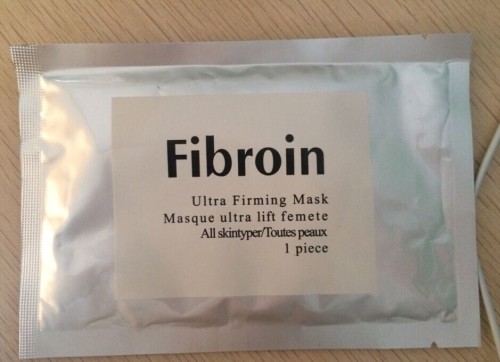 Fibroin
Ultra Firming Mask
Masque ultra lift femete
All skintyper/Toutes peaux
1 piece